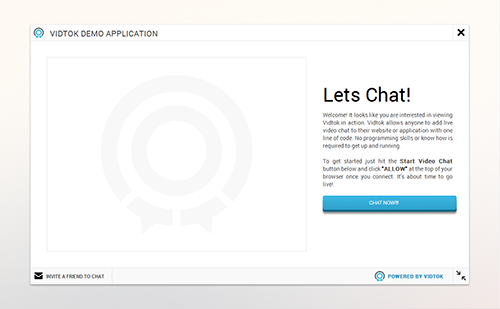 VIDTOK DEMO APPLICATION
Lets Chat!
Welcome! It looks like you are interested in viewing
Vidtok in action. Vidtok allows anyone to add live
video chat to their website or application with one
line of code. No programming skills or know how is
required to get up and running
To get started just hit the Start Video Chat
button below and click "ALLOW" at the top of your
browser once you connect. It's about time to go
live!
CHAT NOW!!!
INVITE A FRIEND TO CHAT
POWERED BY VIDTOK